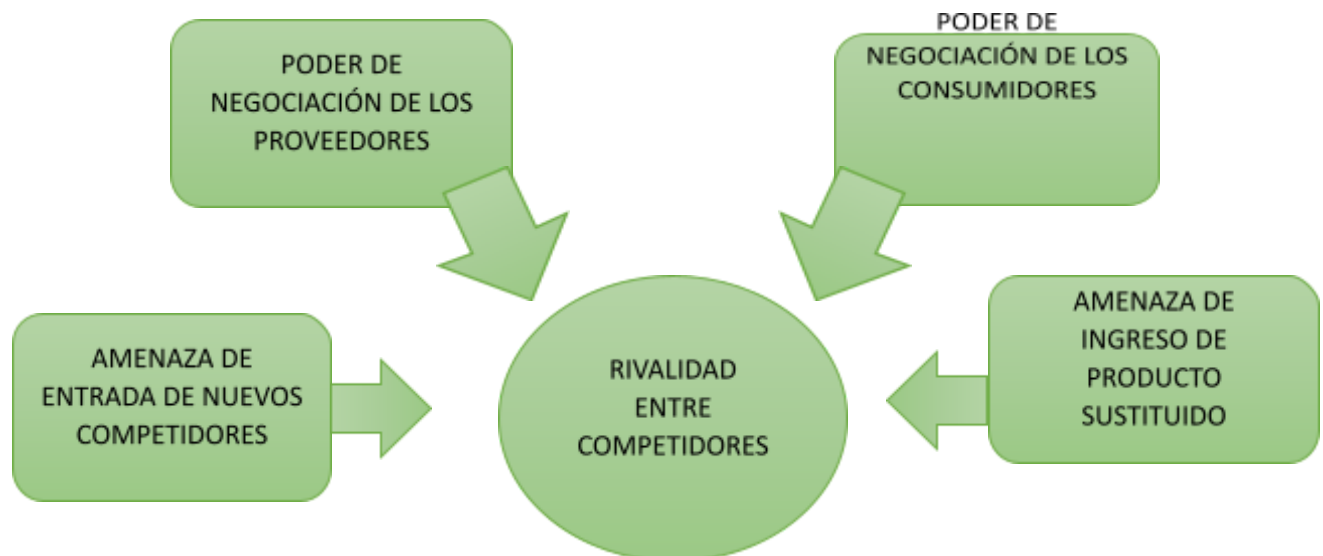 PODER DE
NEGOCIACIÓN DE LOS
PROVEEDORES
PODER DE
NEGOCIACIÓN DE LOS
CONSUMIDORES
AMENAZA DE
ENTRADA DE NUEVOS
COMPETIDORES
RIVALIDAD
ENTRE
COMPETIDORES
AMENAZA DE
INGRESO DE
PRODUCTO
SUSTITUIDO